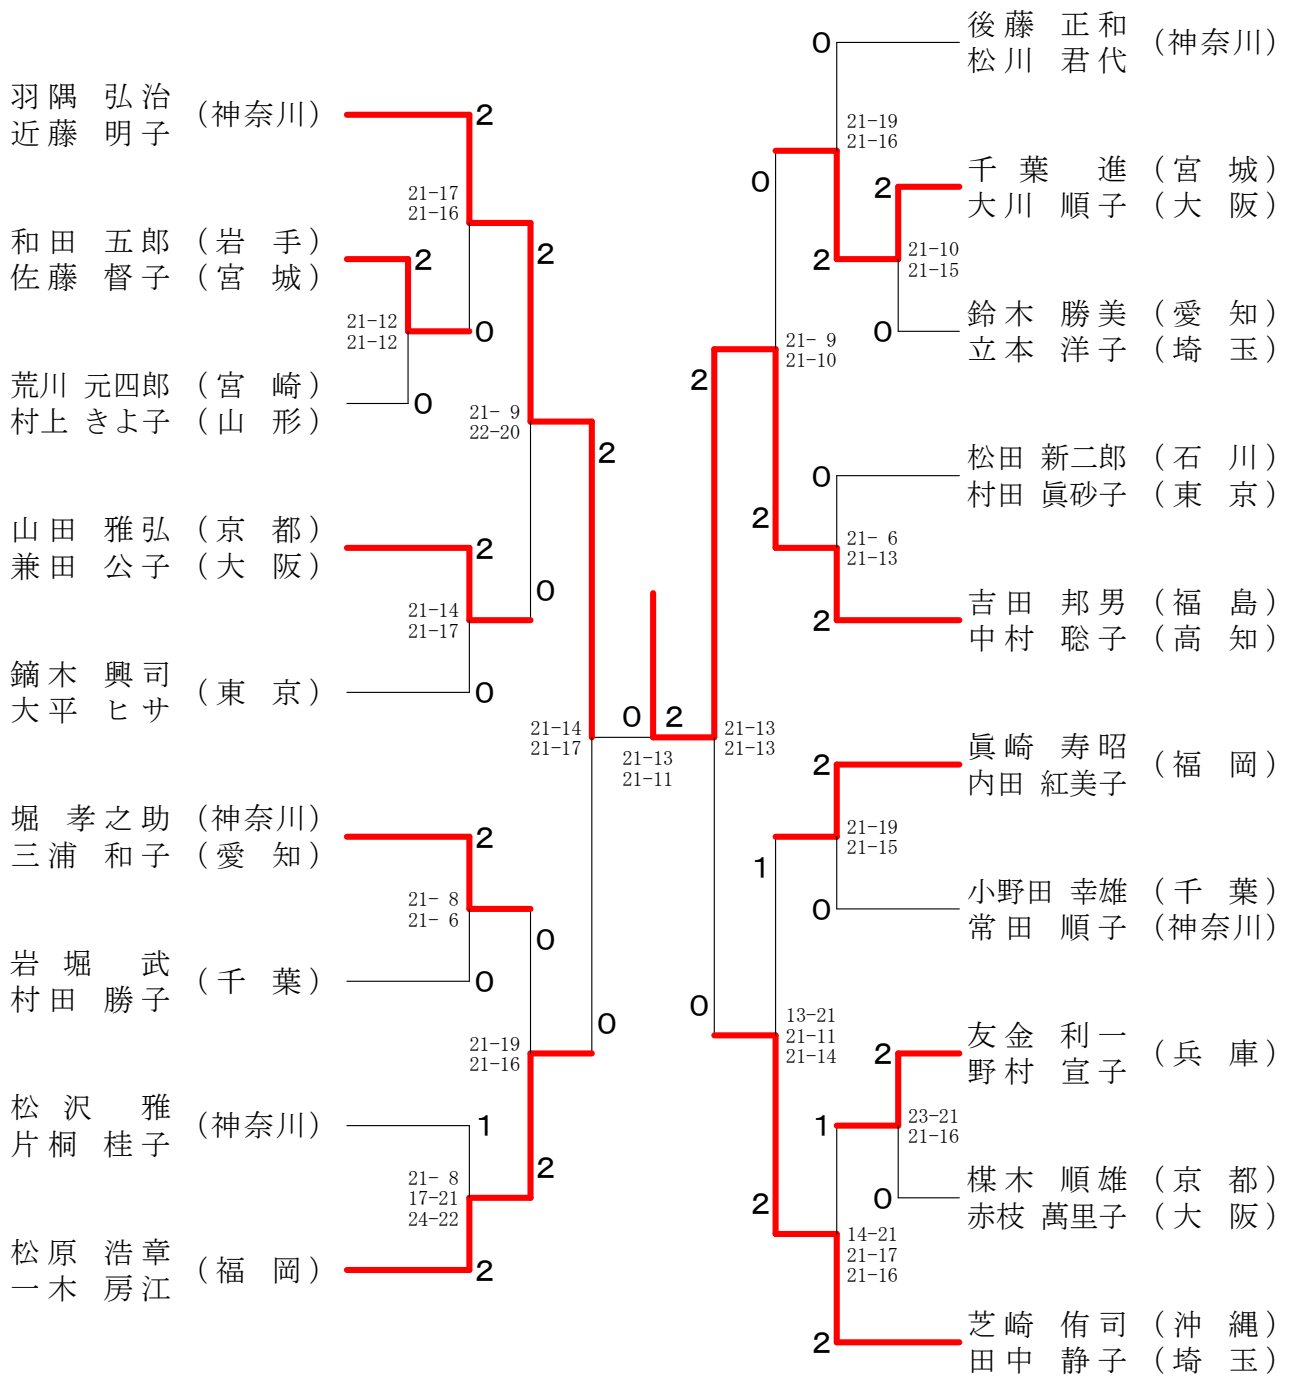 羽隅 弘治 (神奈川)
近藤 明子
2
21-17
21-16
和田 五郎 (岩 手)
佐藤 督子 (宮 城)
2
2
21-12
21-12
0
荒川 元四郎 (宮 崎)
村上 きよ子 (山 形)
0
21- 9
22-20
2
山田 雅弘 (京 都)
兼田 公子 (大 阪)
2
0
21-14
21-17
鏑木 興司 (東 京)
大平 ヒサ
0
21-14
21-17
0 2
21-13
21-11
堀 孝之助 (神奈川)
三浦 和子 (愛 知)
2
21- 8
21- 6
0
岩堀 武 (千 葉)
村田 勝子
0
0
21-19
21-16
松沢 雅 (神奈川)
片桐 桂子
1
2
21- 8
17-21
24-22
松原 浩章 (福 岡)
一木 房江
2
後藤 正和 (神奈川)
松川 君代
0
21-19
21-16
0
千葉 進 (宮 城)
大川 順子 (大 阪)
2
2
21-10
21-15
鈴木 勝美 (愛 知)
立本 洋子 (埼 玉)
0
21- 9
21-10
2
松田 新二郎 (石 川)
村田 眞砂子 (東 京)
0
2
21- 6
21-13
吉田 邦男 (福 島)
中村 聡子 (高 知)
2
21-13
21-13
眞崎 寿昭 (福 岡)
内田 紅美子
2
21-19
21-15
1
小野田 幸雄 (千 葉)
常田 順子 (神奈川)
0
0
13-21
21-11
21-14
友金 利一 (兵 庫)
野村 宣子
2
1
23-21
21-16
楳木 順雄 (京 都)
赤枝 萬里子 (大 阪)
0
2
14-21
21-17
21-16
芝崎 侑司 (沖 縄)
田中 静子 (埼 玉)
2